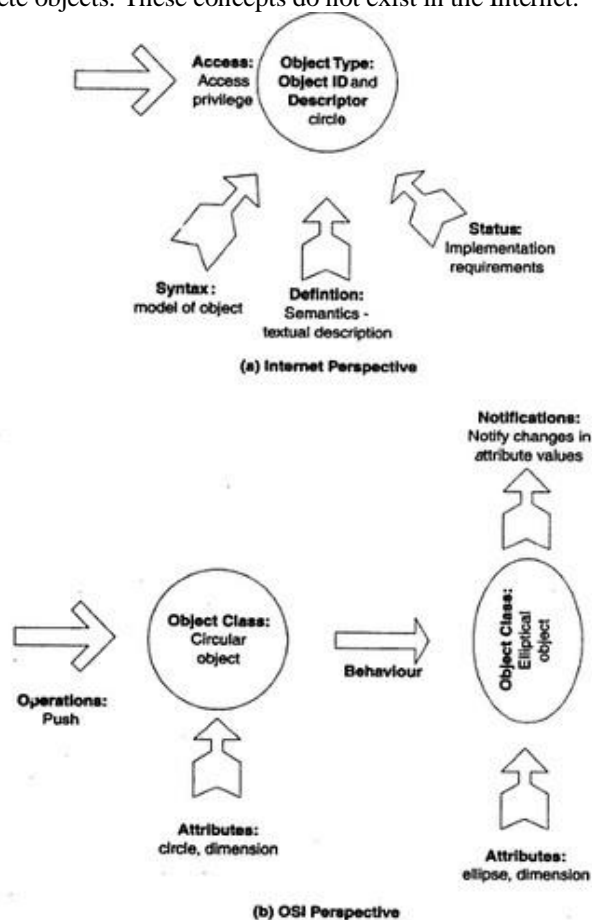 ete objects. These concepts do not exist in the Internet.
Access:
Access
privilege
Object Type:
Object ID and
Descriptor
circle
Syntax:
model of object
Defintion:
Semantics -
textual description
Status:
Implementation
requirements
(a) Internet Perspective
Notifications:
Notify changes in
attribute values
Operations:
Push
Object Class:
Circular
object
Behaviour
Object Class:
Elliptical
object
Attributes:
circle, dimension
Attributes:
ellipse, dimension
(b) OSI Perspective